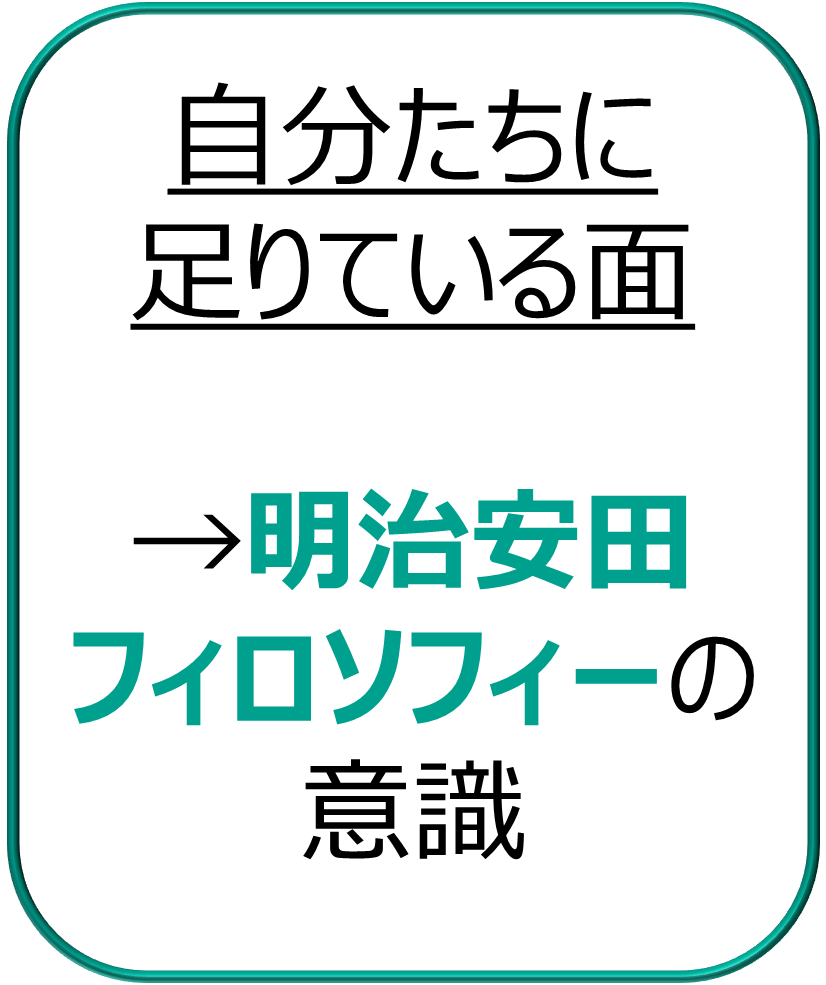 自分たちに
足りている面
→明治安田
フィロソフィーの
意識